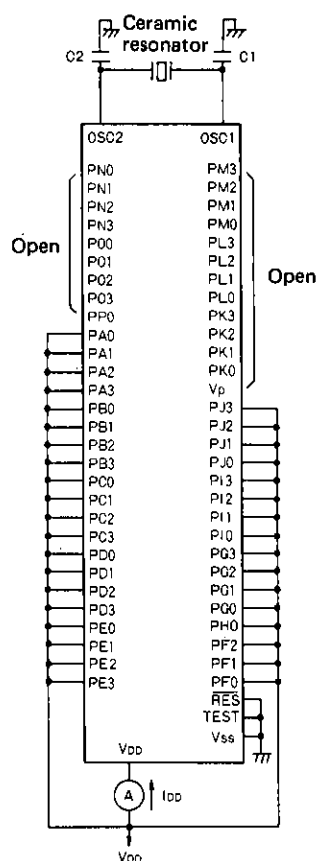 Ceramic
resonator
C2
C1
OSC2 OSC1
PN0 PM3
PN1 PM2
PN2 PM1
PN3 PM0
PO0 PL3
Open
PO1 PL2
PO2 PL1
Open
PO3 PL0
PP0 PK3
PA0 PK2
PA1 PK1
PA2 PK0
PA3 Vp
PB0 PJ3
PB1 PJ2
PB2 PJ1
PB3 PJ0
PC0 PI3
PC1 PI2
PC2 PI1
PC3 PI0
PD0 PG3
PD1 PG2
PD2 PG1
PD3 PG0
PE0 PH0
PE1 PF2
PE2 PF1
PE3 PF0
RES
TEST
Vss
VDD
A IDD
VDD